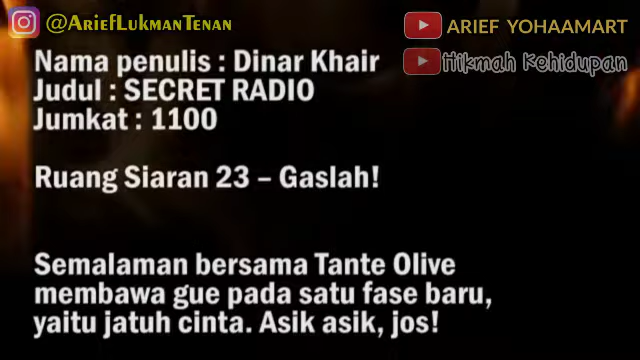 @AriefLukmanTenan
ARIEF YOHAAMART
Hikmah Kehidupan
Nama penulis : Dinar Khair
Judul : SECRET RADIO
Jumkat : 1100
Ruang Siaran 23 – Gaslah!
Semalaman bersama Tante Olive
membawa gue pada satu fase baru,
yaitu jatuh cinta. Asik asik, jos!